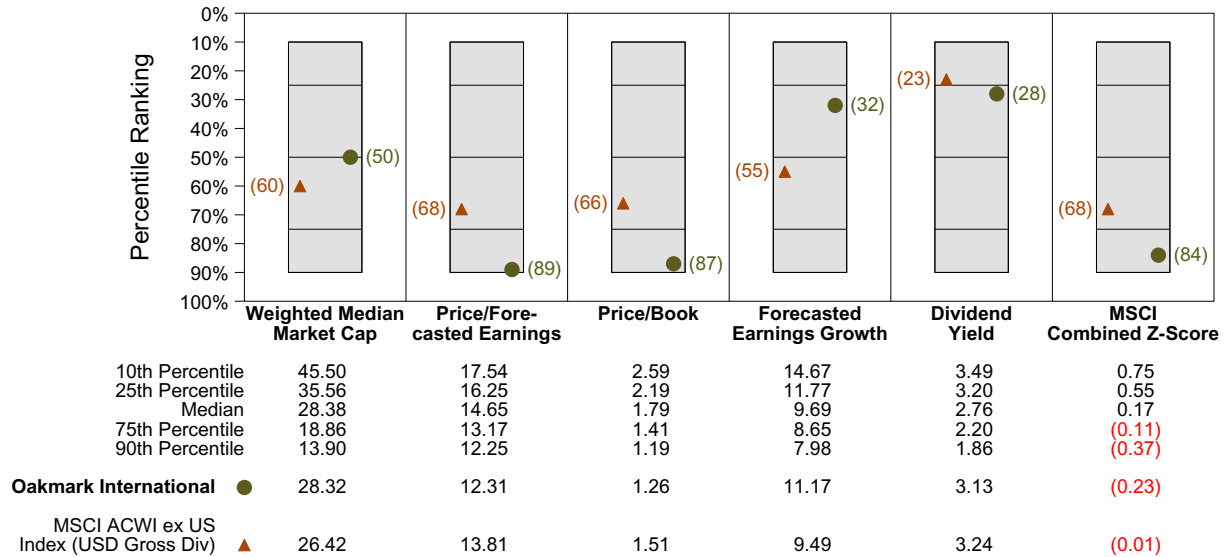 Percentile Ranking
0%
10%
20%
30%
40%
50%
60%
70%
80%
90%
100%
(60)
(50)
(68)
(89)
(66)
(87)
(55)
(32)
(23)
(28)
(68)
(84)
Weighted Median
Market Cap
Price/Fore-
casted Earnings
Price/Book
Forecasted
Earnings Growth
Dividend
Yield
MSCI
Combined Z-Score
10th Percentile 45.50 17.54 2.59 14.67 3.49 0.75
25th Percentile 35.56 16.25 2.19 11.77 3.20 0.55
Median 28.38 14.65 1.79 9.69 2.76 0.17
75th Percentile 18.86 13.17 1.41 8.65 2.20 (0.11)
90th Percentile 13.90 12.25 1.19 7.98 1.86 (0.37)
Oakmark International 28.32 12.31 1.26 11.17 3.13 (0.23)
MSCI ACWI ex US
Index (USD Gross Div) 26.42 13.81 1.51 9.49 3.24 (0.01)